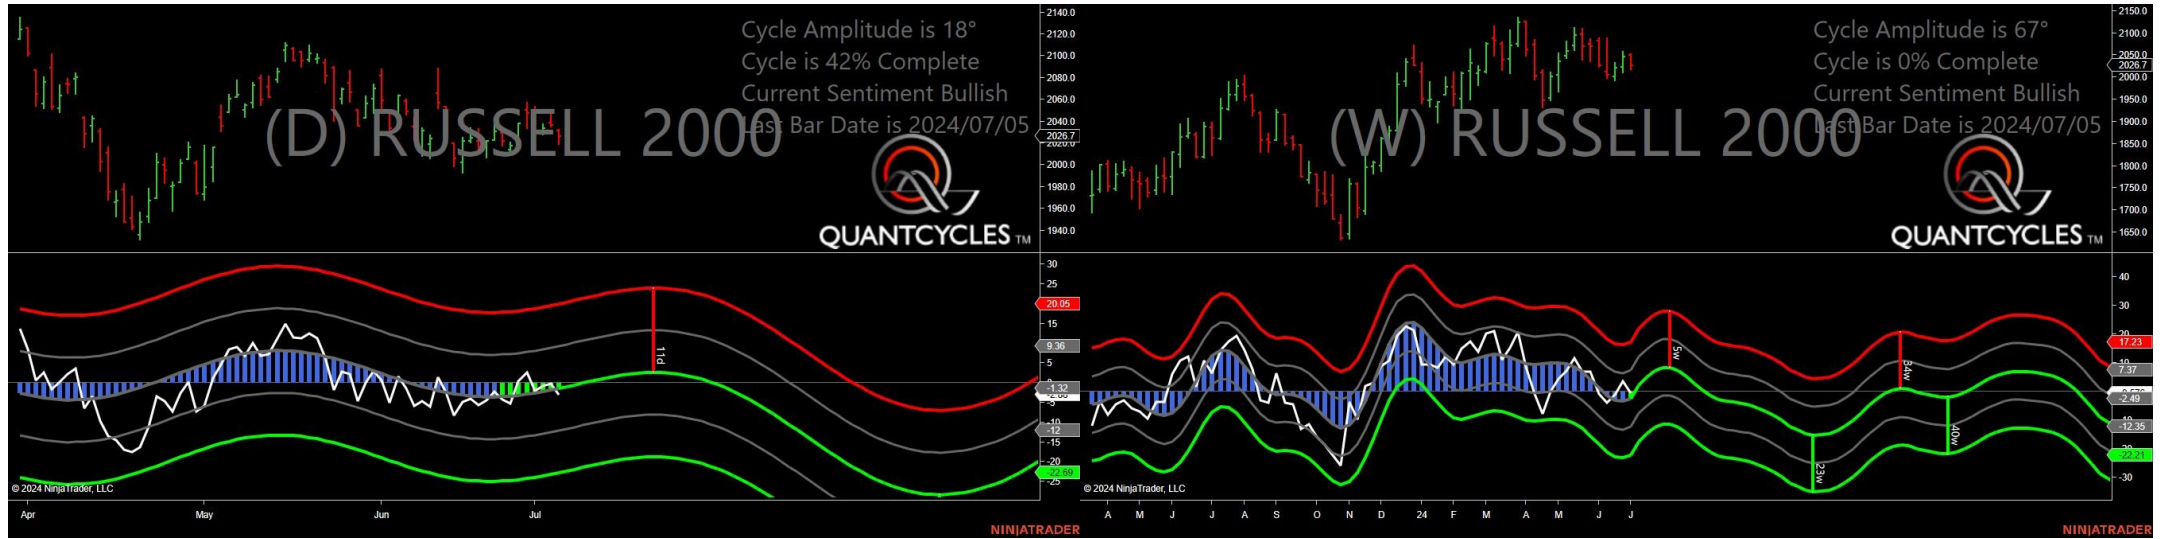 Cycle Amplitude is 18°
Cycle is 42% Complete
Current Sentiment Bullish
Last Bar Date is 2024/07/05
(D) RUSSELL 2000
QUANTCYCLES TM
2140.0
2120.0
2100.0
2080.0
2060.0
2040.0
2026.7
2020.0
2000.0
1980.0
1960.0
1940.0
30
25
20.05
15
9.36
5
-1.32
-5
-10
-12
-15
-20
-22.69
-25
11d
© 2024 NinjaTrader, LLC
Apr May Jun Jul
NINJATRADER
Cycle Amplitude is 67°
Cycle is 0% Complete
Current Sentiment Bullish
Last Bar Date is 2024/07/05
(W) RUSSELL 2000
QUANTCYCLES TM
2150.0
2100.0
2050.0
2026.7
2000.0
1950.0
1900.0
1850.0
1800.0
1750.0
1700.0
1650.0
40
30
20
17.23
10
7.37
-2.49
-10
-12.35
-20
-22.21
-30
5w
34w
23w
40w
© 2024 NinjaTrader, LLC
A M J J A S O N D 24 F M A M J J
NINJATRADER